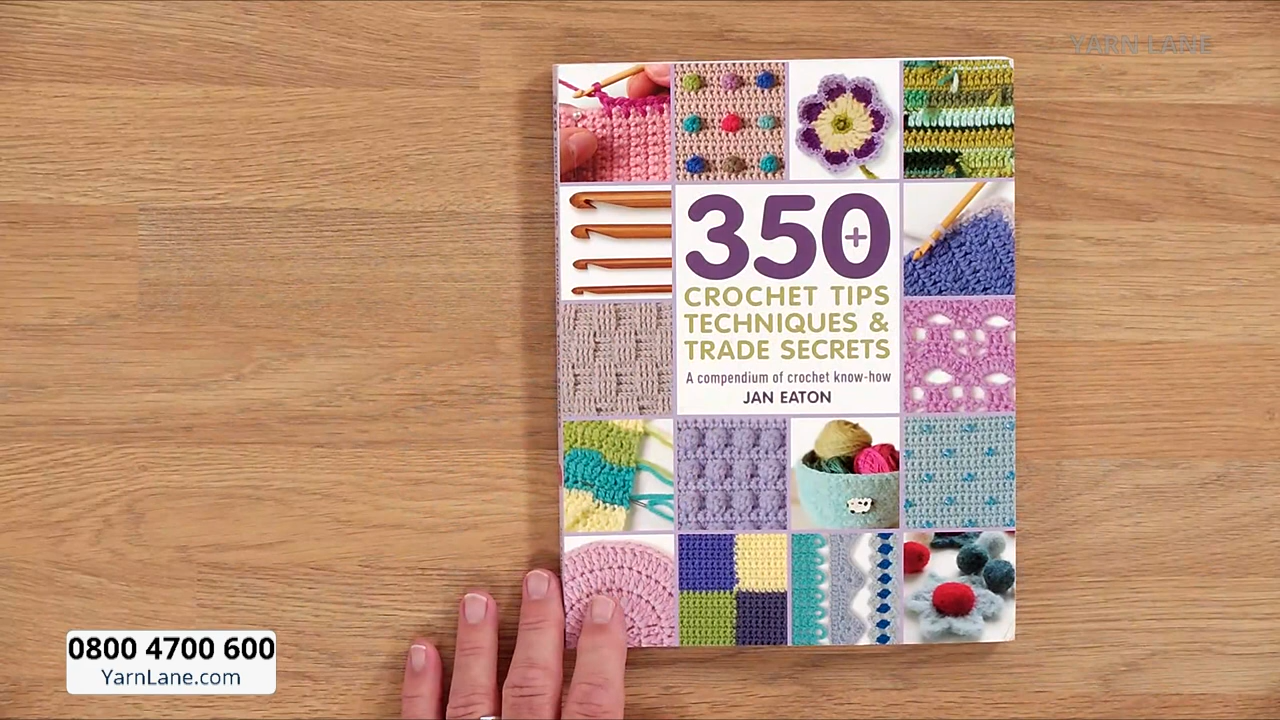 YARN LANE
350+
CROCHET TIPS
TECHNIQUES &
TRADE SECRETS
A compendium of crochet know-how
JAN EATON
0800 4700 600
YarnLane.com